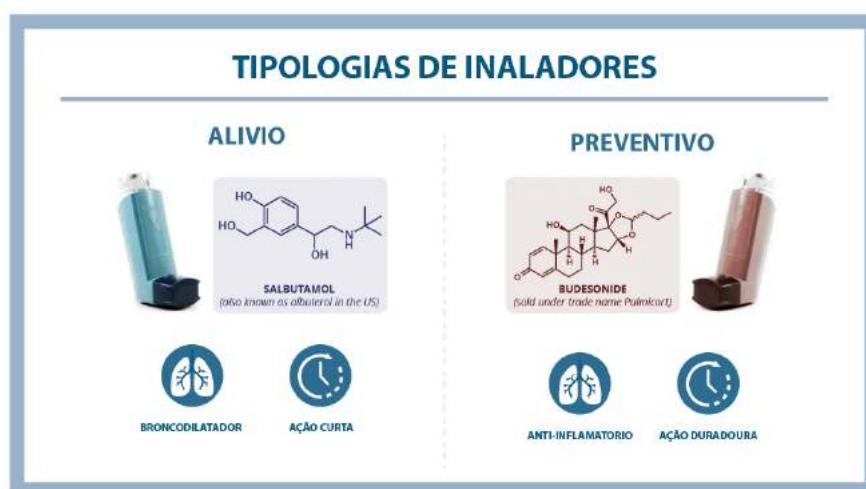 TIPOLOGIAS DE INALADORES
ALIVIO
HO
HO
OH
N
H
SALBUTAMOL
(also known as albuterol in the US)
BRONCODILATADOR
AÇÃO CURTA
PREVENTIVO
HO
O
HO
O
O
H
H
H
H
O
BUDESONIDE
(sold under trade name Pulmicort)
ANTI-INFLAMATORIO
AÇÃO DURADOURA